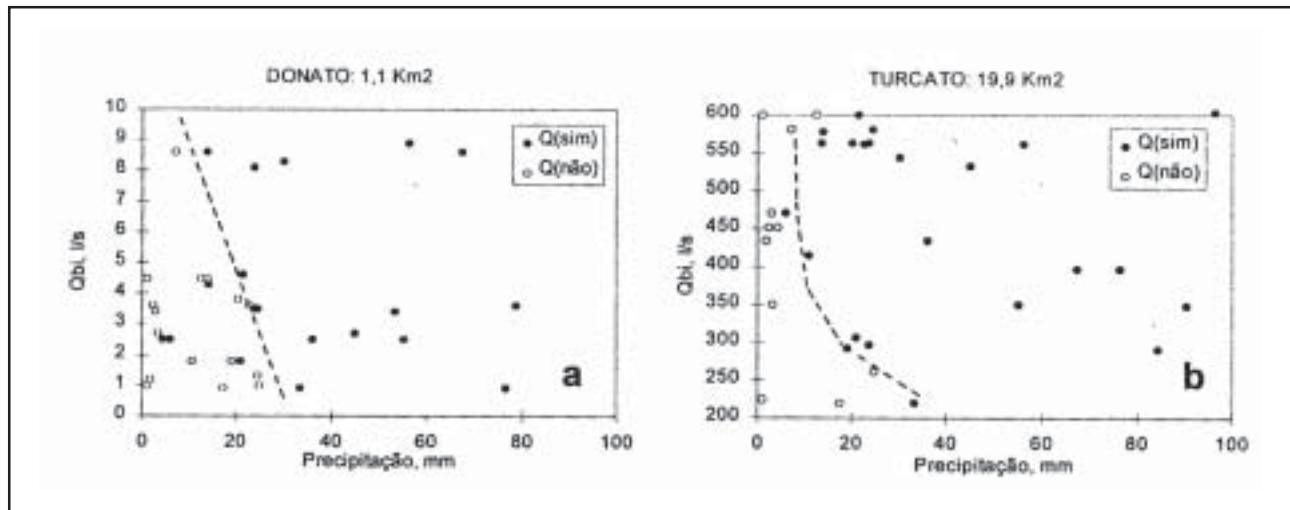 DONATO: 1,1 Km2
Qbi, l/s
10
9
8
7
6
5
4
3
2
1
0
0
20
40
60
80
100
Precipitação, mm
Q(sim)
Q(não)
a
TURCATO: 19,9 Km2
Qbi, l/s
600
550
500
450
400
350
300
250
200
0
20
40
60
80
100
Precipitação, mm
Q(sim)
Q(não)
b